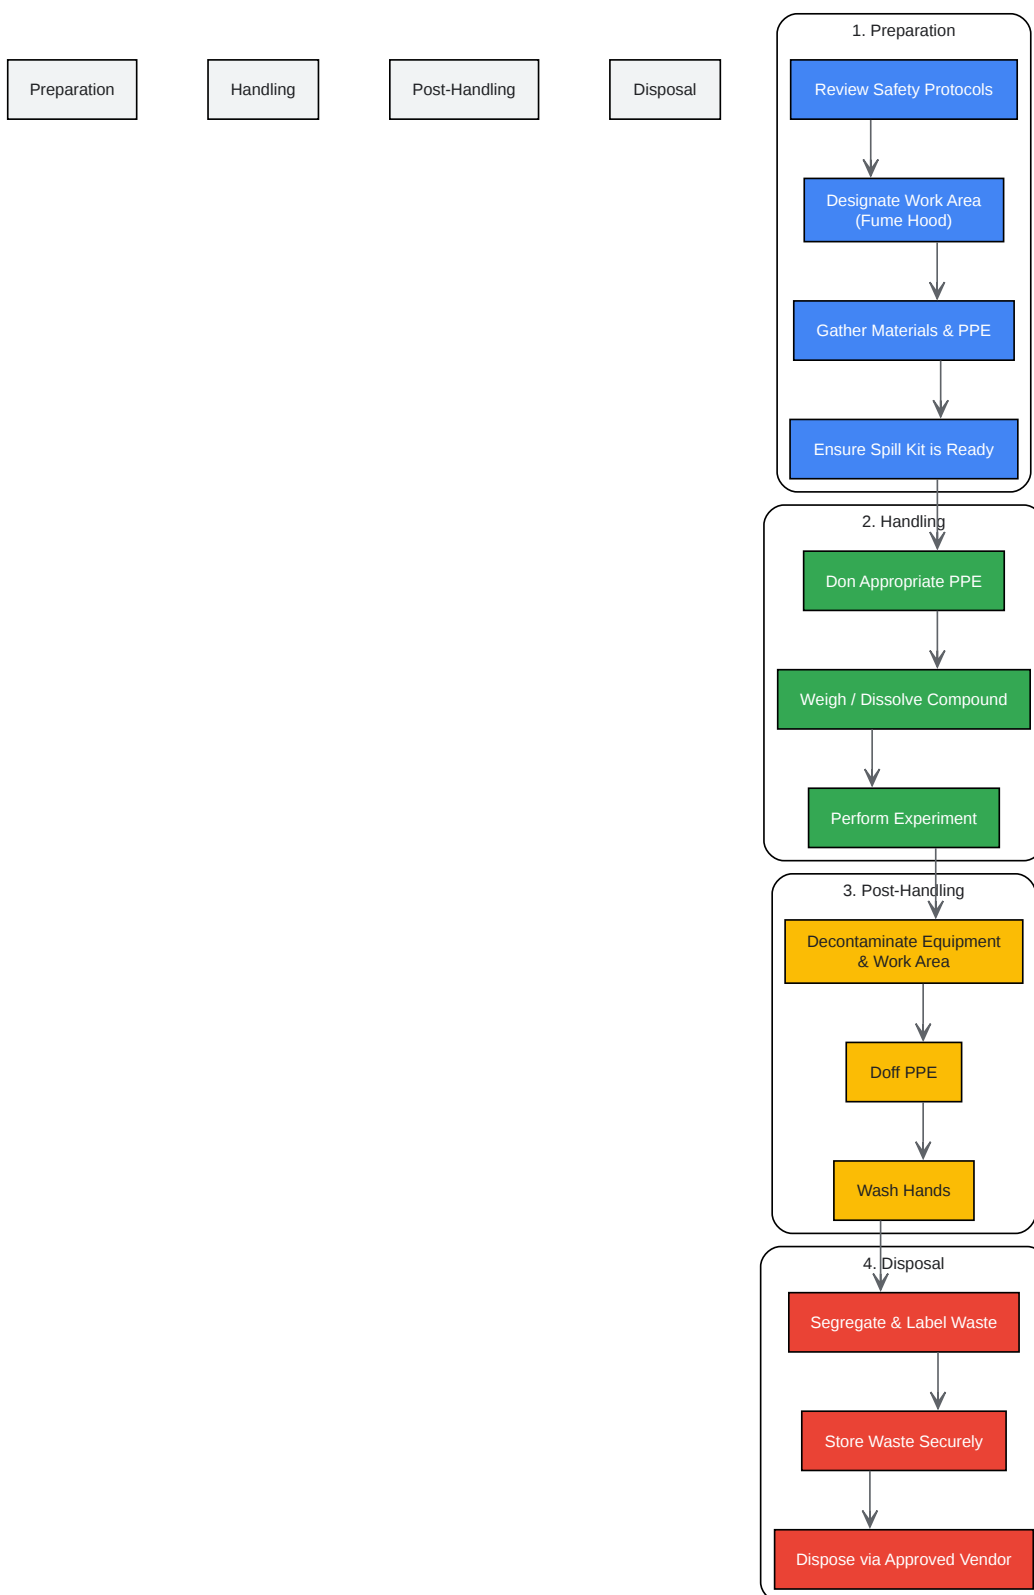 1. Preparation
Preparation
Handling
Post-Handling
Disposal
Review Safety Protocols
Designate Work Area
(Fume Hood)
Gather Materials & PPE
Ensure Spill Kit is Ready
2. Handling
Don Appropriate PPE
Weigh / Dissolve Compound
Perform Experiment
3. Post-Handling
Decontaminate Equipment
& Work Area
Doff PPE
Wash Hands
4. Disposal
Segregate & Label Waste
Store Waste Securely
Dispose via Approved Vendor